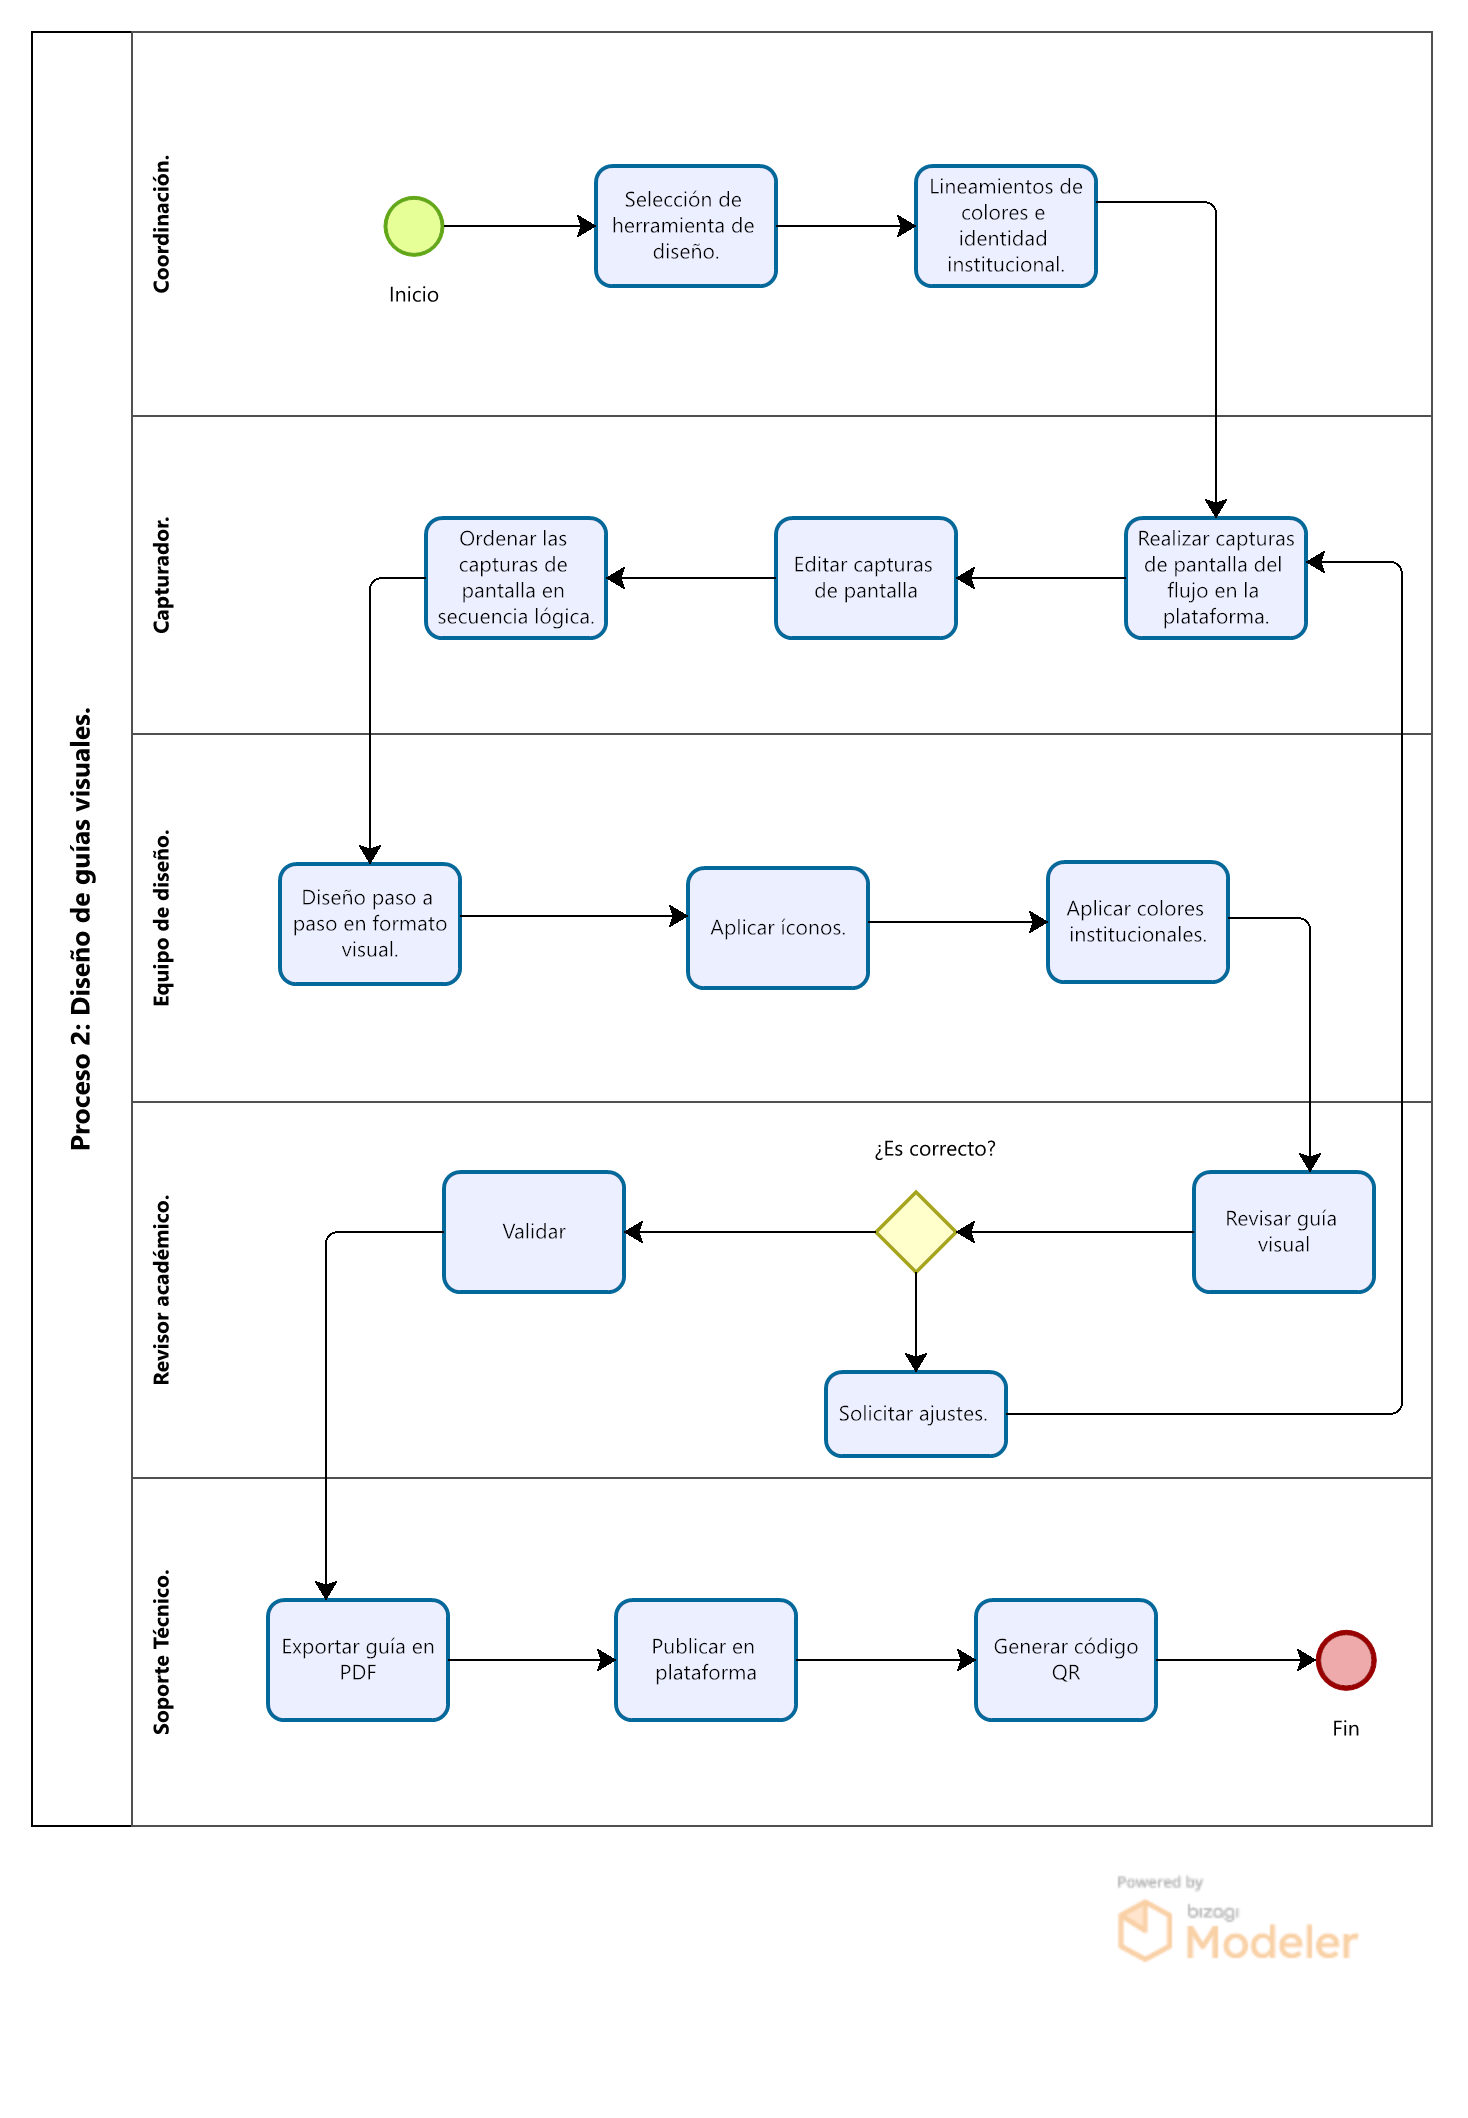 Proceso 2: Diseño de guías visuales.
Coordinación.
Inicio
Selección de
herramienta de
diseño.
Lineamientos de
colores e
identidad
institucional.
Capturador.
Realizar capturas
de pantalla del
flujo en la
plataforma.
Editar capturas
de pantalla
Ordenar las
capturas de
pantalla en
secuencia lógica.
Equipo de diseño.
Diseño paso a
paso en formato
visual.
Aplicar íconos.
Aplicar colores
institucionales.
Revisor académico.
Revisar guía
visual
¿Es correcto?
Validar
Solicitar ajustes.
Soporte Técnico.
Exportar guía en
PDF
Publicar en
plataforma
Generar código
QR
Fin
Powered by
bizagi
Modeler